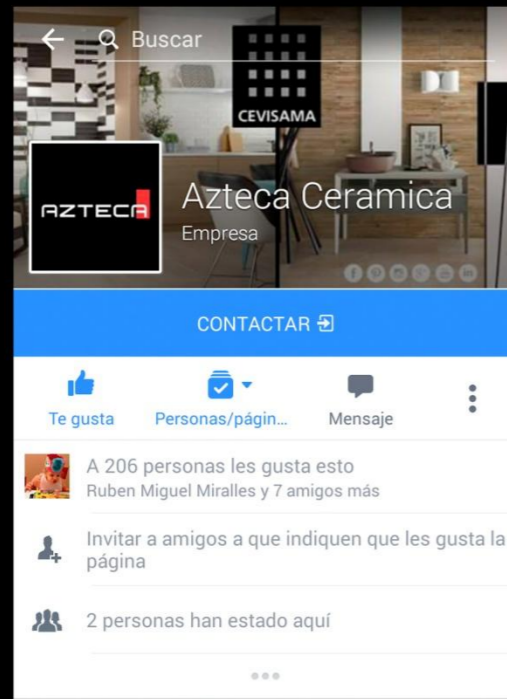 Buscar
CEVISAMA
AZTECA
Azteca Ceramica
Empresa
CONTACTAR
Te gusta
Personas/págin...
Mensaje
A 206 personas les gusta esto
Ruben Miguel Miralles y 7 amigos más
Invitar a amigos a que indiquen que les gusta la
página
2 personas han estado aquí